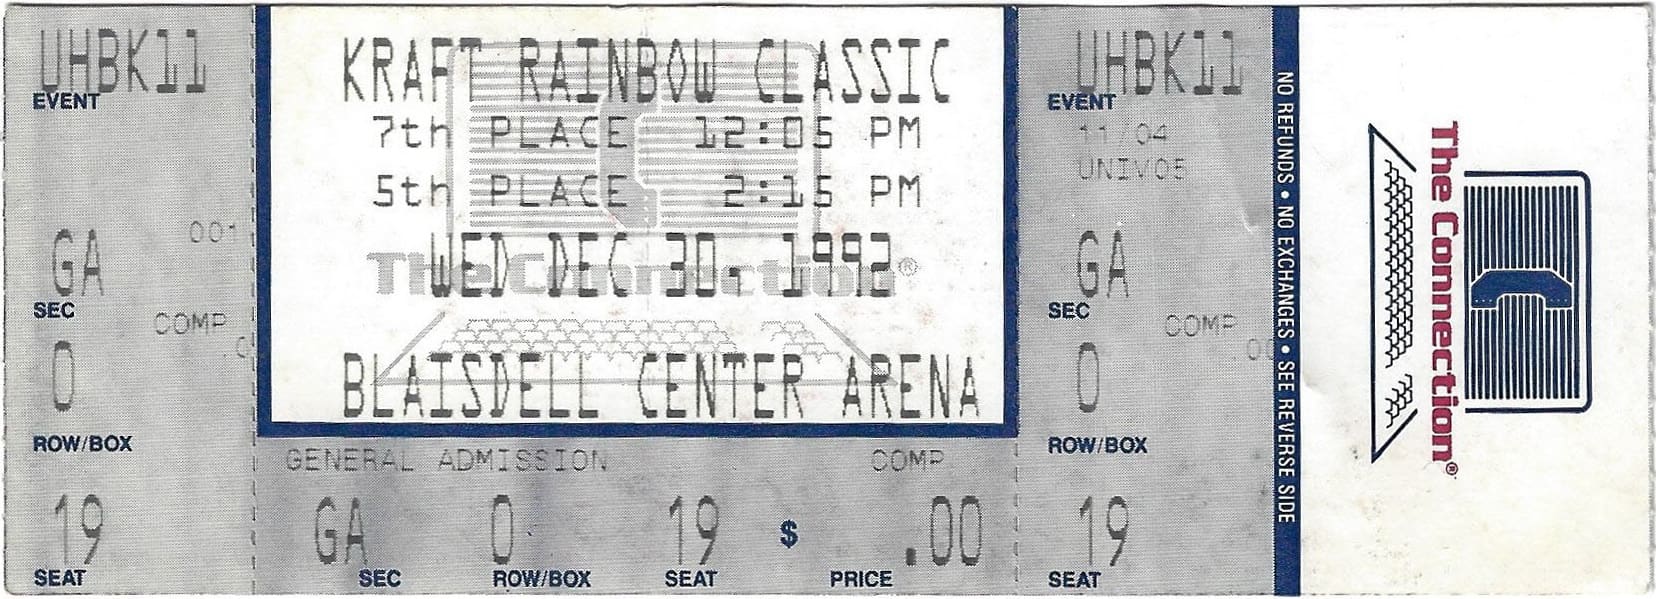 UHBK11
EVENT
001
GA
SEC
COMP
.0
0
ROW/BOX
19
SEAT
KRAFT RAINBOW CLASSIC
7th PLACE 12:05 PM
5th PLACE 2:15 PM
The Connection®
WED DEC 30, 1992
BLAISDELL CENTER ARENA
GENERAL ADMISSION COMP
GA 0 19 $ .00
SEC ROW/BOX SEAT PRICE
UHBK11
EVENT
11/04
UNIV05
GA
SEC
COMP
.00
0
ROW/BOX
19
SEAT
NO REFUNDS • NO EXCHANGES • SEE REVERSE SIDE
The Connection®